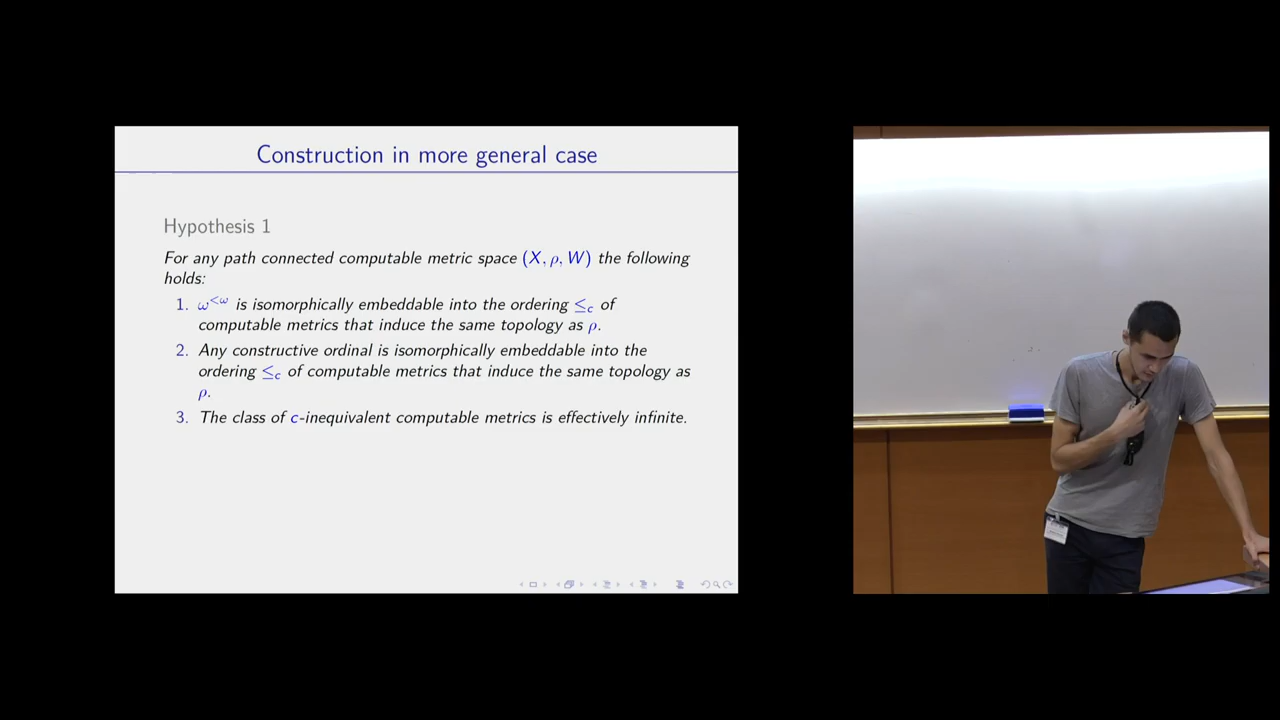 Construction in more general case
Hypothesis 1
For any path connected computable metric space (X, ρ, W) the following
holds:
1. ω^{<ω} is isomorphically embeddable into the ordering ≤_c of
computable metrics that induce the same topology as ρ.
2. Any constructive ordinal is isomorphically embeddable into the
ordering ≤_c of computable metrics that induce the same topology as
ρ.
3. The class of c-inequivalent computable metrics is effectively infinite.